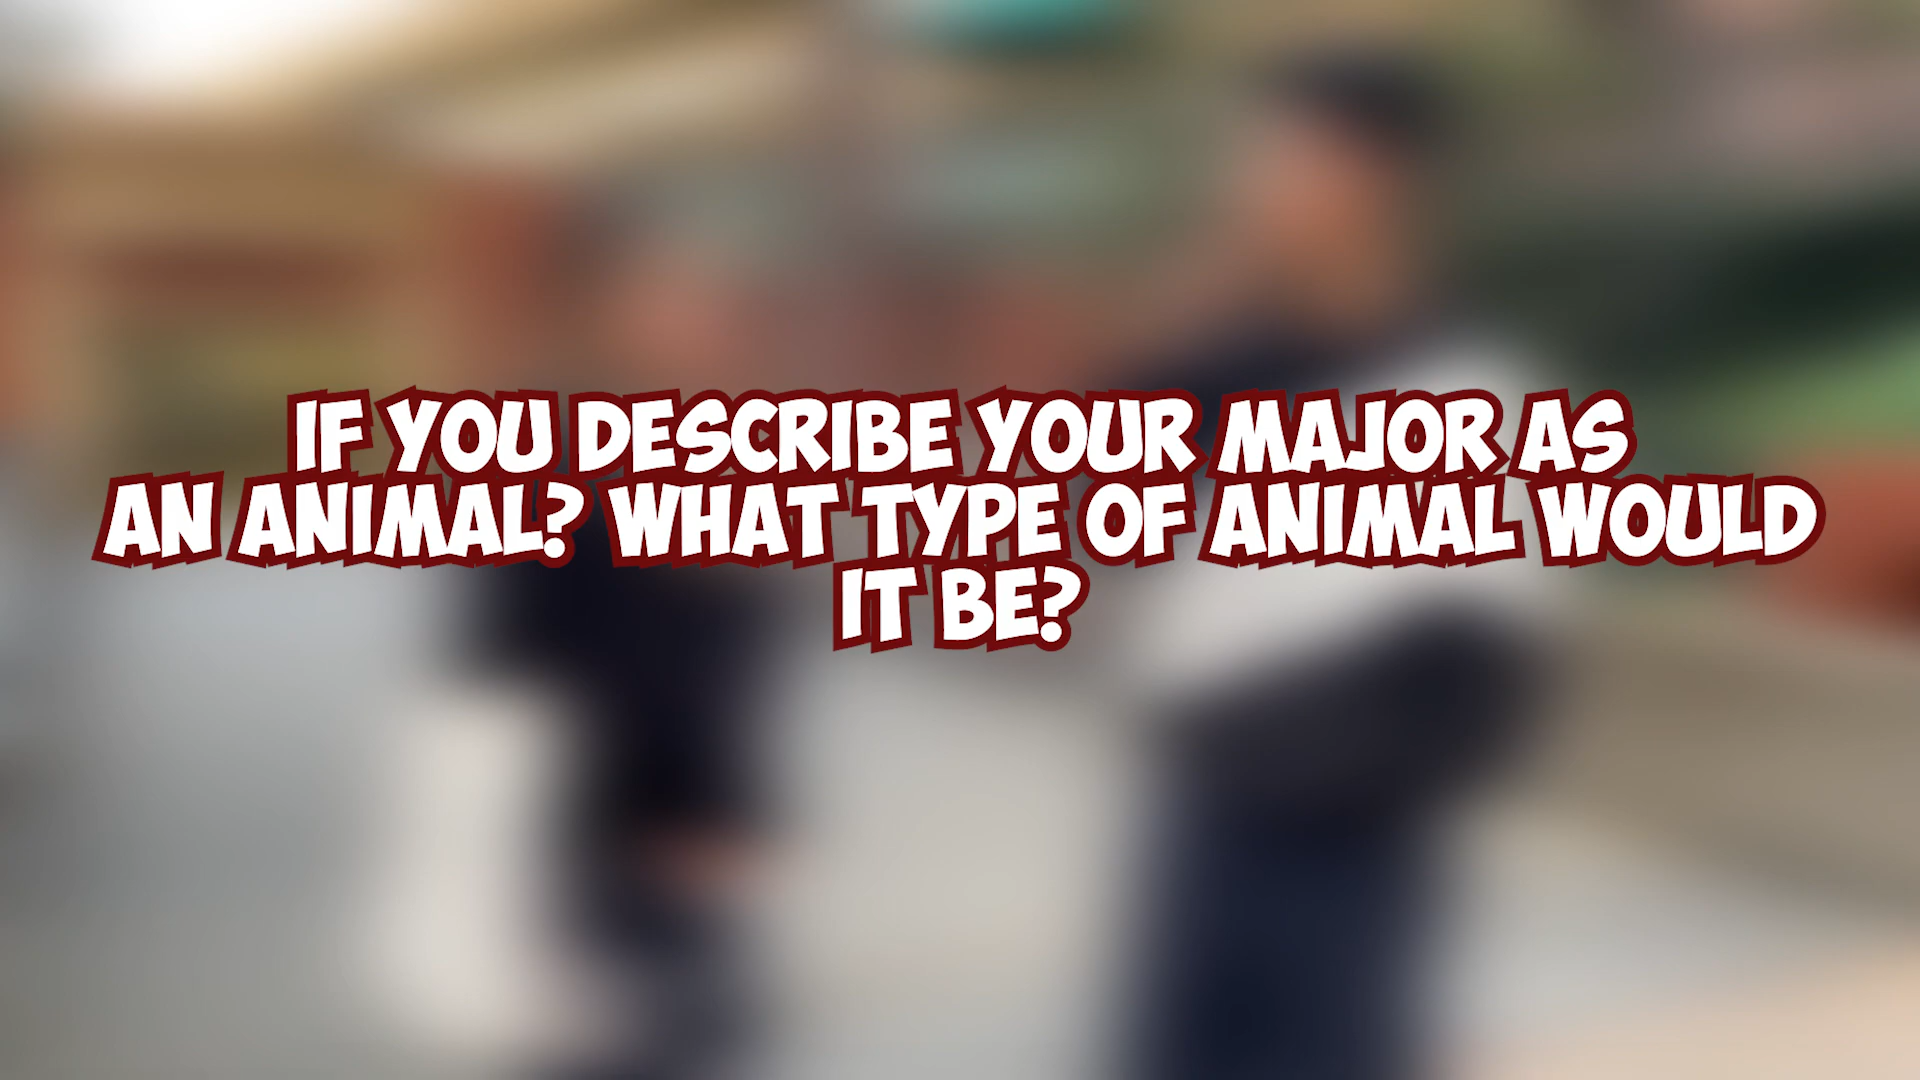 IF YOU DESCRIBE YOUR MAJOR AS
AN ANIMAL? WHAT TYPE OF ANIMAL WOULD
IT BE?